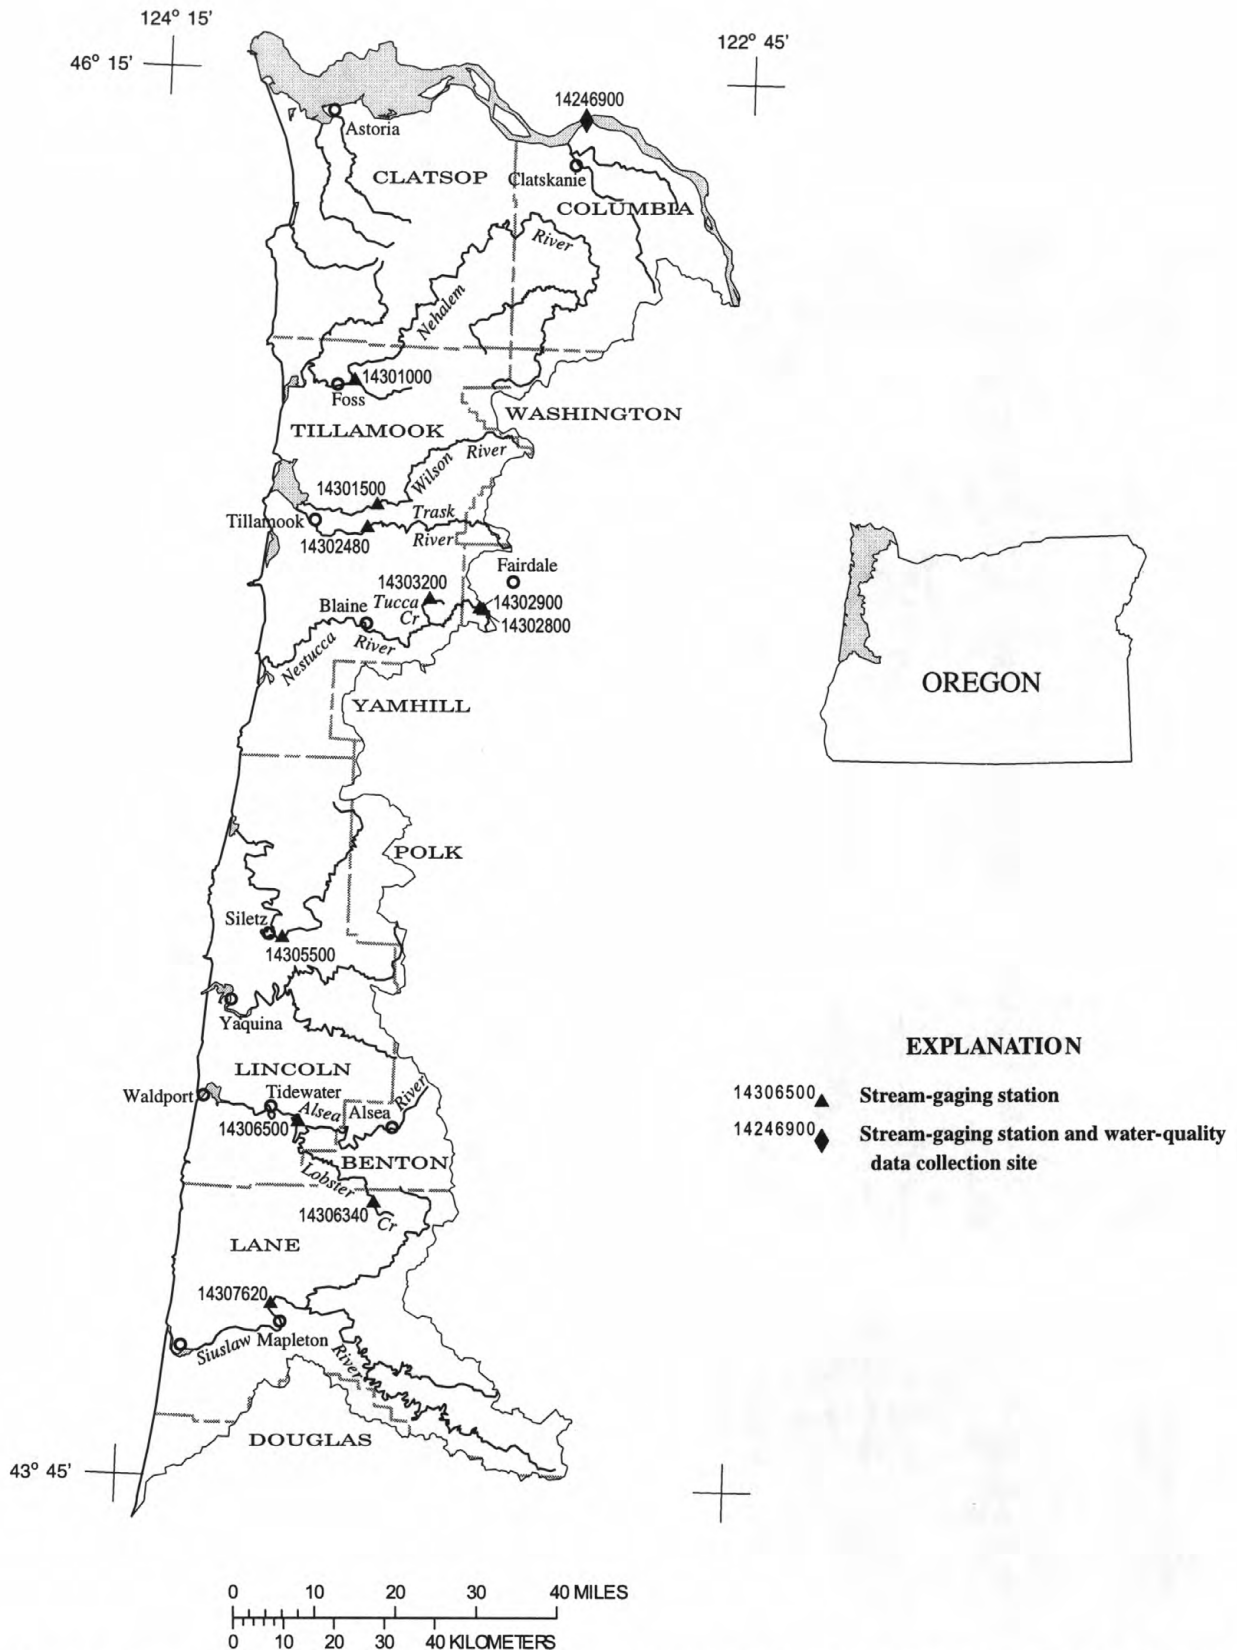 124° 15'
122° 45'
46° 15'
14246900
Astoria
CLATSOP
Clatskanie
COLUMBIA
River
Nehalem
14301000
Foss
WASHINGTON
TILLAMOOK
River
Wilson
14301500
Trask
Tillamook
River
14302480
Fairdale
14303200
Tucca
Cr
14302900
Blaine
14302800
River
Nestucca
YAMHILL
OREGON
POLK
Siletz
14305500
Yaquina
EXPLANATION
LINCOLN
Waldport
Tidewater
River
Alsea
Alsea
14306500
14306500 Stream-gaging station
14246900 Stream-gaging station and water-quality
data collection site
BENTON
Lobster
14306340
Cr
LANE
14307620
Siuslaw
Mapleton
River
DOUGLAS
43° 45'
0 10 20 30 40 MILES
0 10 20 30 40 KILOMETERS